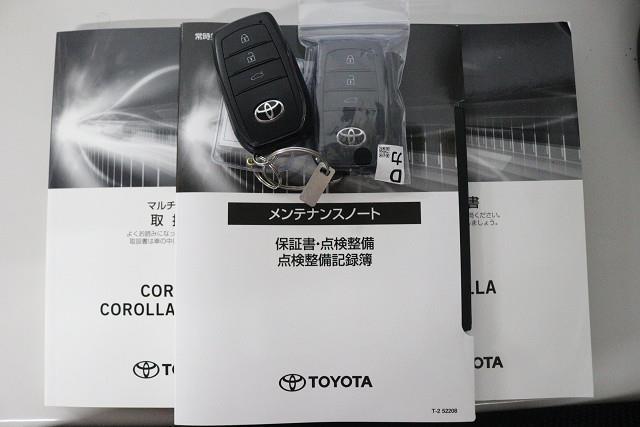 常時
マルチ
取
よくお読みになっ
取扱書は車の中
COR
COROLLA
TOYOTA
メンテナンスノート
保証書・点検整備
点検整備記録簿
TOYOTA
T-2 52208
D
カ
書
ください。
しましょう。
LLA
TA